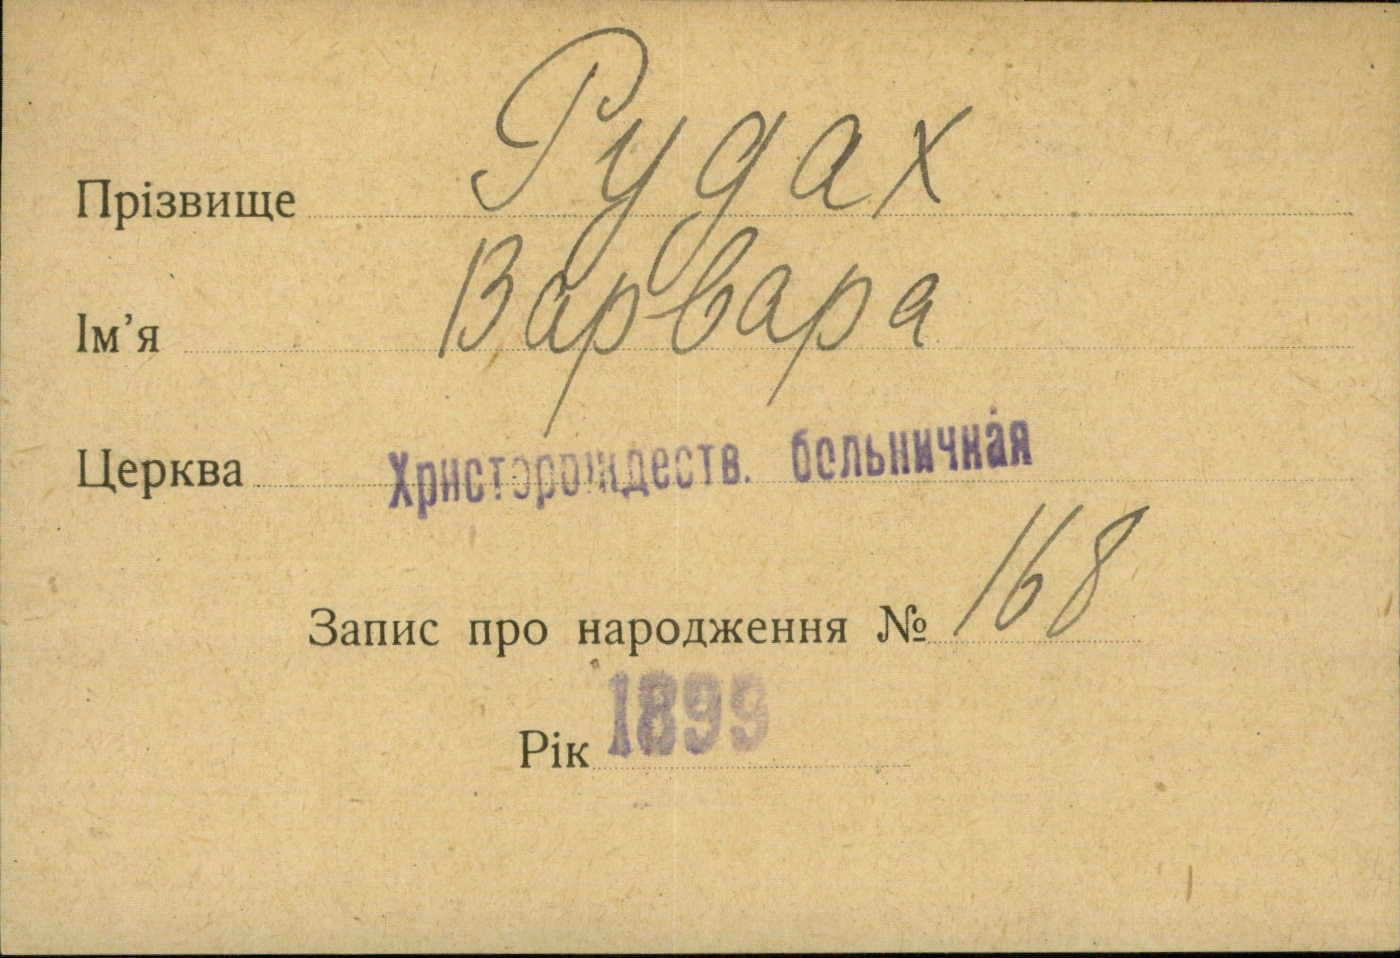 Прізвище Рудах
Ім’я Варвара
Церква Христорождеств. больничная
Запис про народження № 168
Рік 1899